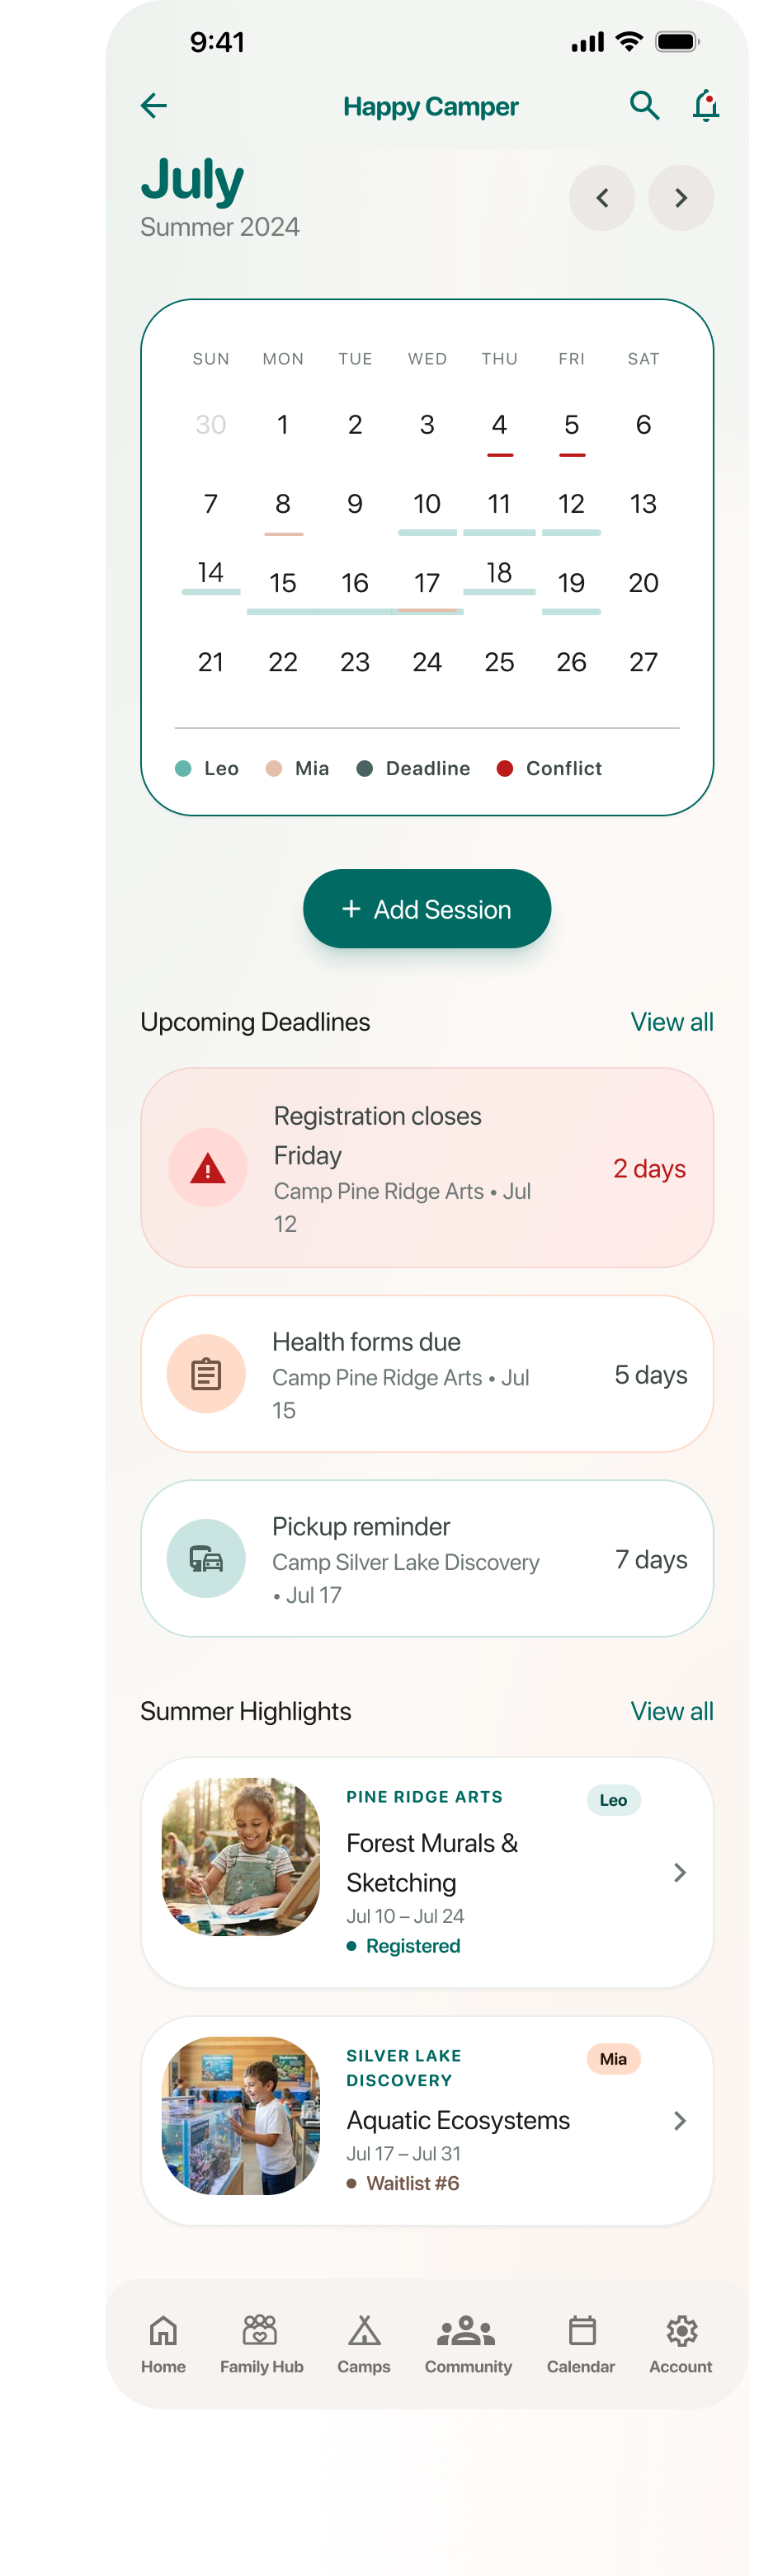 9:41
Happy Camper
July
Summer 2024
SUN MON TUE WED THU FRI SAT
30 1 2 3 4 5 6
7 8 9 10 11 12 13
14 15 16 17 18 19 20
21 22 23 24 25 26 27
Leo Mia Deadline Conflict
+ Add Session
Upcoming Deadlines View all
Registration closes
Friday
Camp Pine Ridge Arts • Jul
12
2 days
Health forms due
Camp Pine Ridge Arts • Jul
15
5 days
Pickup reminder
Camp Silver Lake Discovery
• Jul 17
7 days
Summer Highlights View all
PINE RIDGE ARTS
Leo
Forest Murals &
Sketching
Jul 10 – Jul 24
Registered
SILVER LAKE
DISCOVERY
Mia
Aquatic Ecosystems
Jul 17 – Jul 31
Waitlist #6
Home Family Hub Camps Community Calendar Account